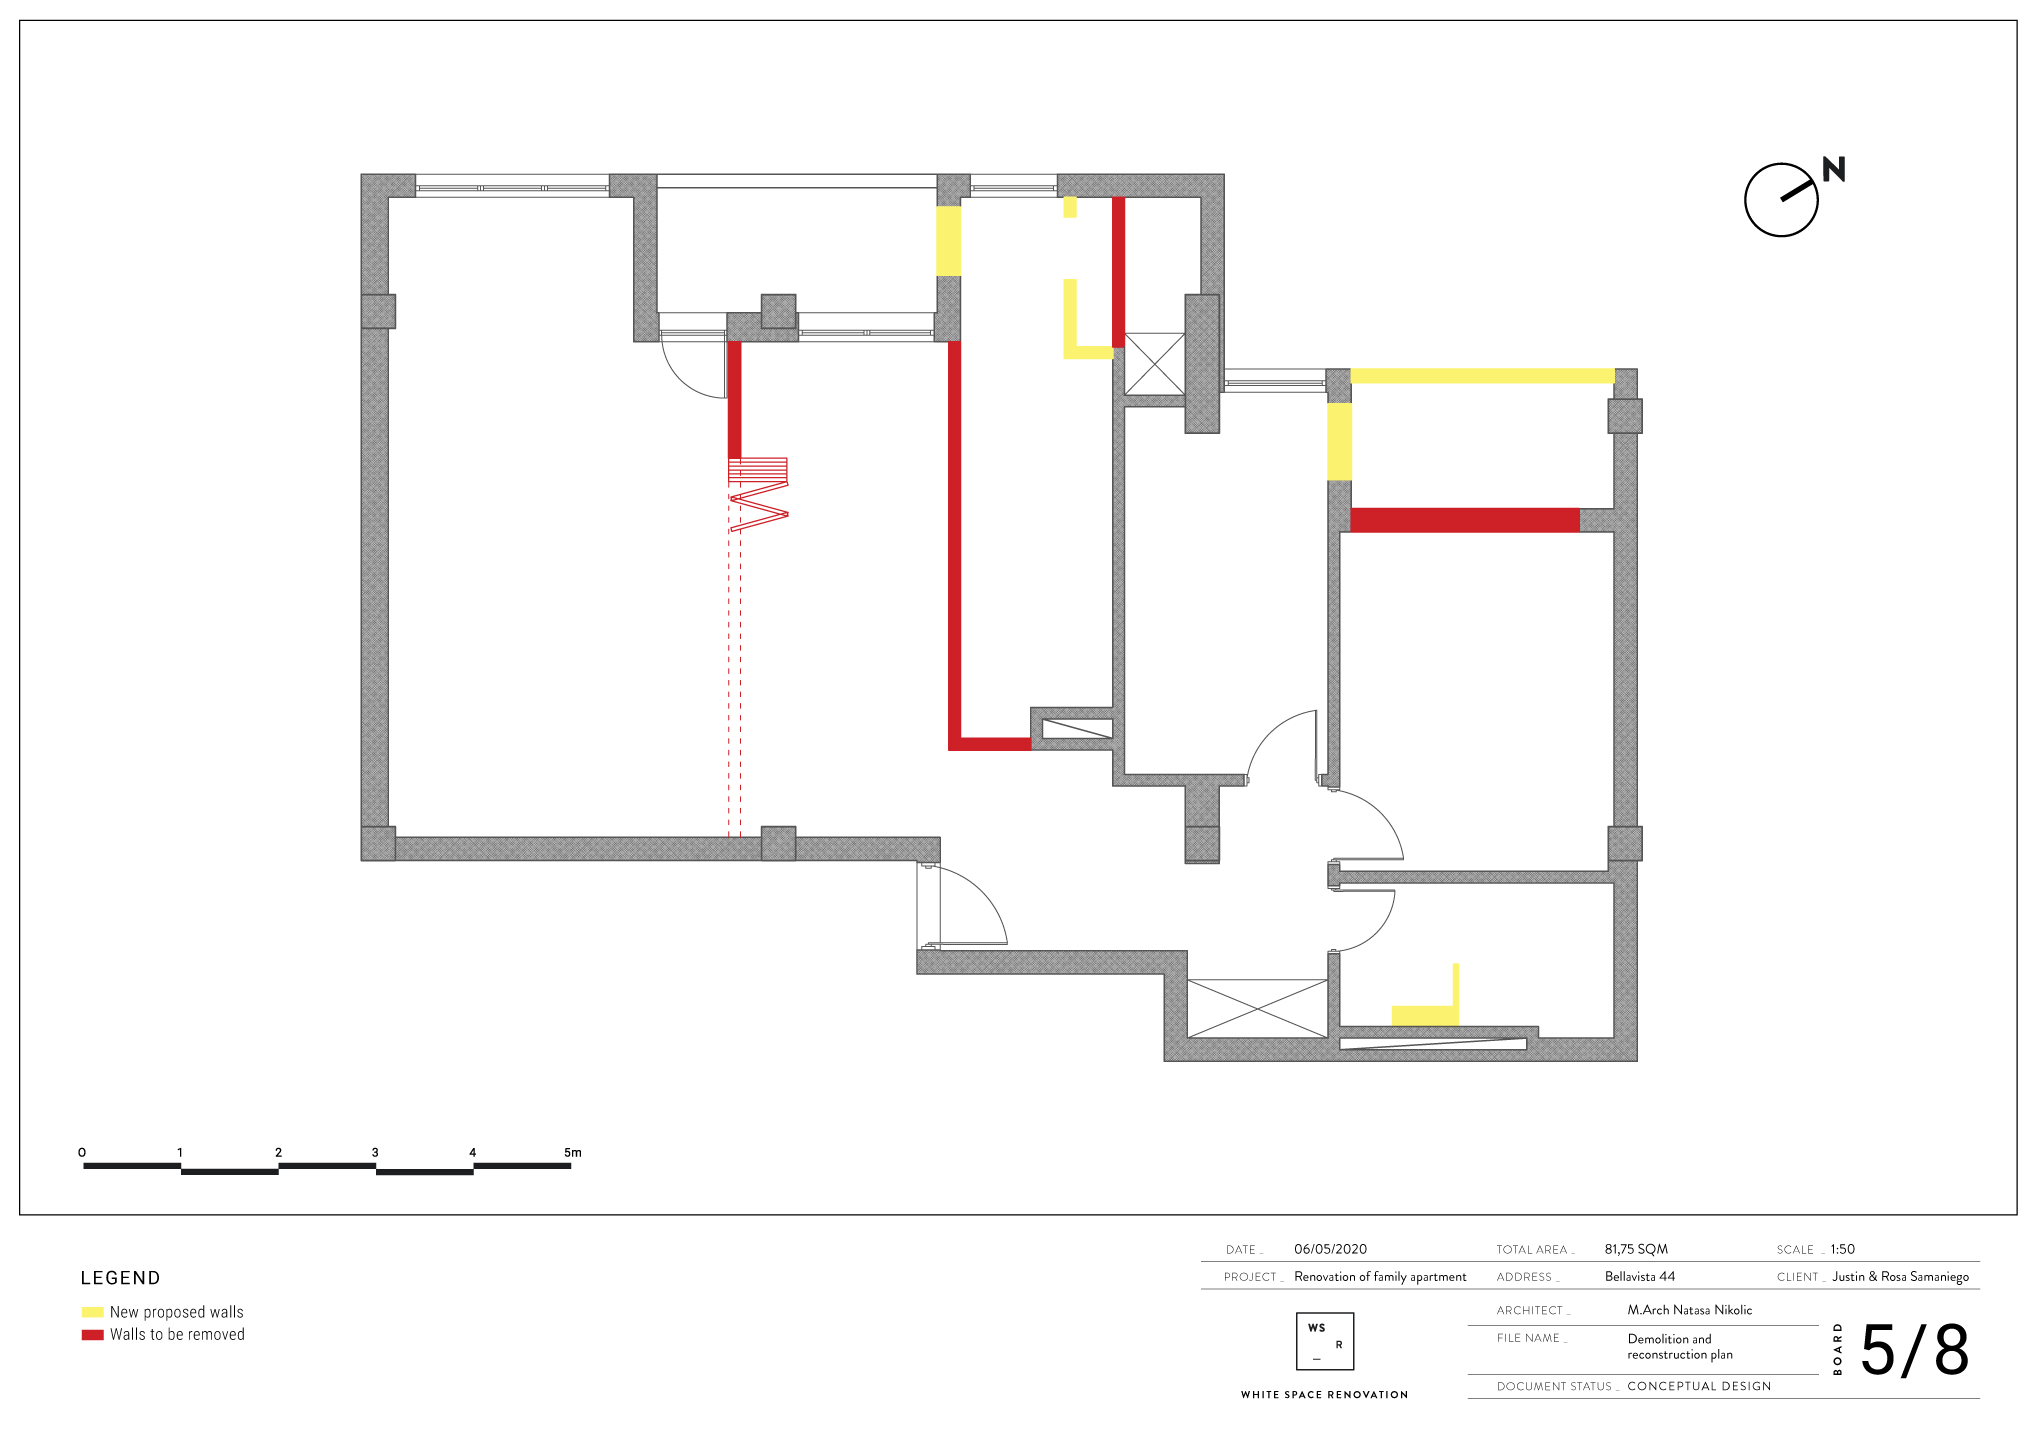 N
0 1 2 3 4 5m
LEGEND
New proposed walls
Walls to be removed
DATE _ 06/05/2020 TOTAL AREA _ 81,75 SQM SCALE _ 1:50
PROJECT _ Renovation of family apartment ADDRESS _ Bellavista 44 CLIENT _ Justin & Rosa Samaniego
WS
R
_
WHITE SPACE RENOVATION
ARCHITECT _ M.Arch Natasa Nikolic
FILE NAME _ Demolition and
reconstruction plan
DOCUMENT STATUS _ CONCEPTUAL DESIGN
BOARD
5/8